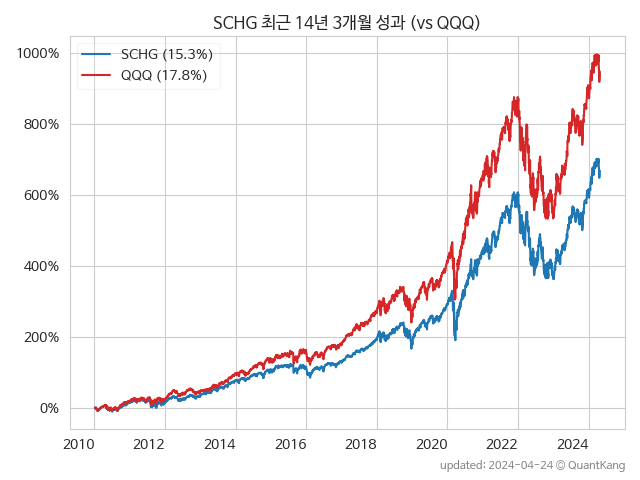 SCHG 최근 14년 3개월 성과 (vs QQQ)
SCHG (15.3%)
QQQ (17.8%)
1000%
800%
600%
400%
200%
0%
2010 2012 2014 2016 2018 2020 2022 2024
updated: 2024-04-24 © QuantKang